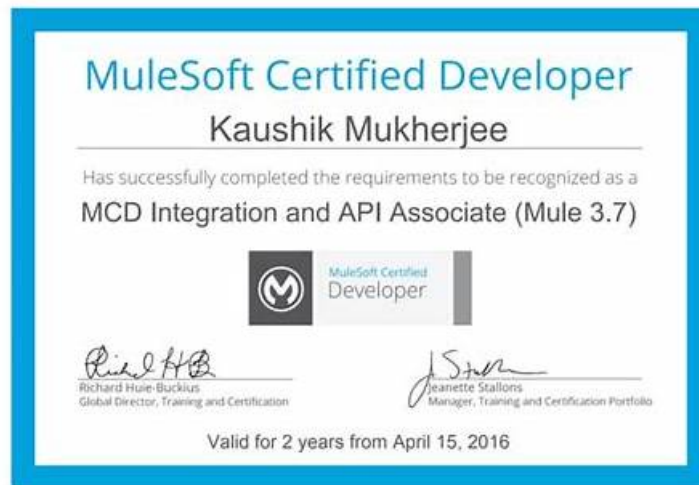 MuleSoft Certified Developer
Kaushik Mukherjee
Has successfully completed the requirements to be recognized as a
MCD Integration and API Associate (Mule 3.7)
MuleSoft Certified
Developer
Richard Huie-Buckius
Global Director, Training and Certification
Jeanette Stallons
Manager, Training and Certification Portfolio
Valid for 2 years from April 15, 2016